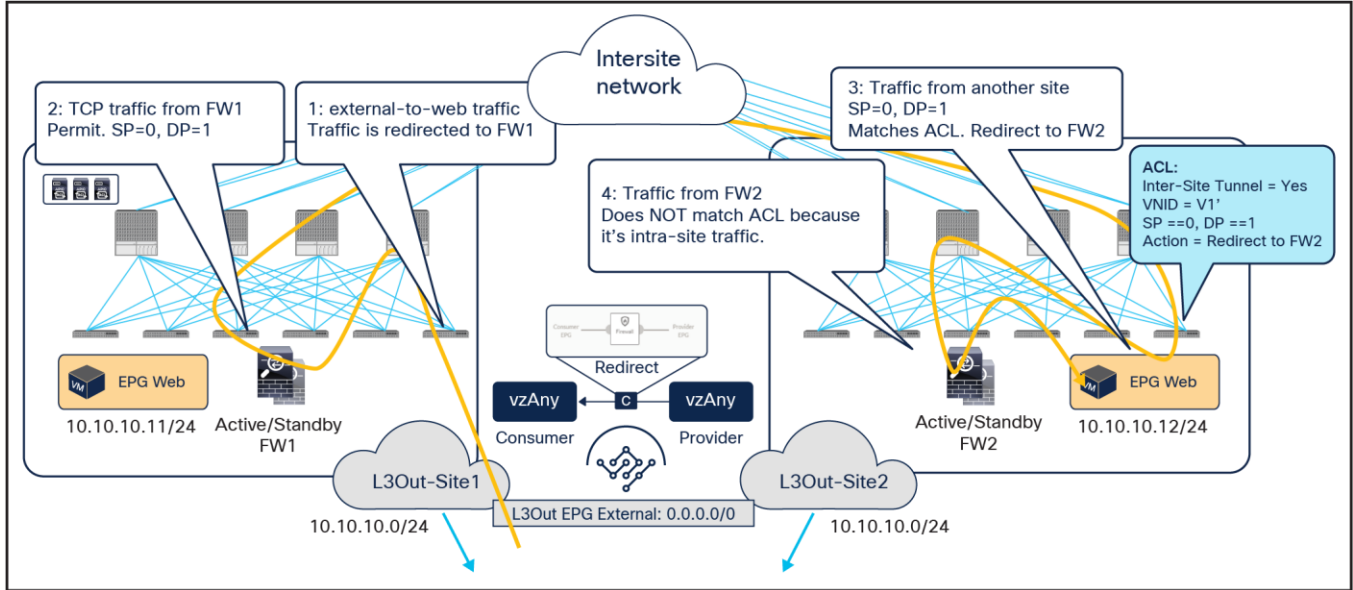 Intersite
network
2: TCP traffic from FW1
Permit. SP=0, DP=1
1: external-to-web traffic
Traffic is redirected to FW1
3: Traffic from another site
SP=0, DP=1
Matches ACL. Redirect to FW2
4: Traffic from FW2
Does NOT match ACL because
it's intra-site traffic.
ACL:
Inter-Site Tunnel = Yes
VNID = V1'
SP ==0, DP ==1
Action = Redirect to FW2
Consumer
EPG
Firewall
Provider
EPG
Redirect
vzAny
C
vzAny
Consumer
Provider
VM
EPG Web
10.10.10.11/24
Active/Standby
FW1
Active/Standby
FW2
VM
EPG Web
10.10.10.12/24
L3Out-Site1
L3Out-Site2
L3Out EPG External: 0.0.0.0/0
10.10.10.0/24
10.10.10.0/24